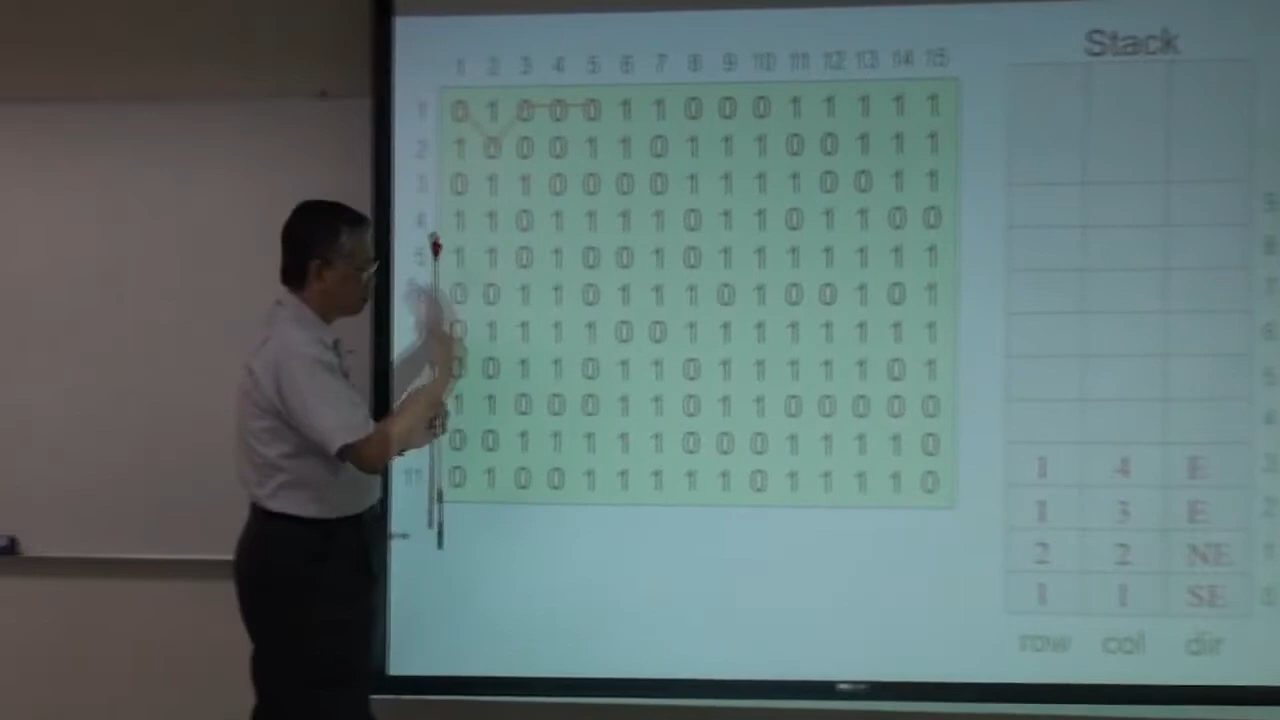 Stack
1 2 3 4 5 6 7 8 9 10 11 12 13 14 15
1 0 1 0 0 0 1 1 0 0 0 1 1 1 1 1
2 1 0 0 0 1 1 0 1 1 1 0 0 1 1 1
3 0 1 1 0 0 0 0 1 1 1 1 0 0 1 1
4 1 1 0 1 1 1 1 0 1 1 0 1 1 0 0
5 1 1 0 1 0 0 1 0 1 1 1 1 1 1 1
0 0 1 1 0 1 1 1 0 1 0 0 1 0 1
0 1 1 1 1 0 0 1 1 1 1 1 1 1 1
0 0 1 1 0 1 1 0 1 1 1 1 1 0 1
1 1 0 0 0 1 1 0 1 1 0 0 0 0 0
0 0 1 1 1 1 1 0 0 0 1 1 1 1 0
11 0 1 0 0 1 1 1 1 1 0 1 1 1 1 0
1 4 E
1 3 E
2 2 NE
1 1 SE
row col dir